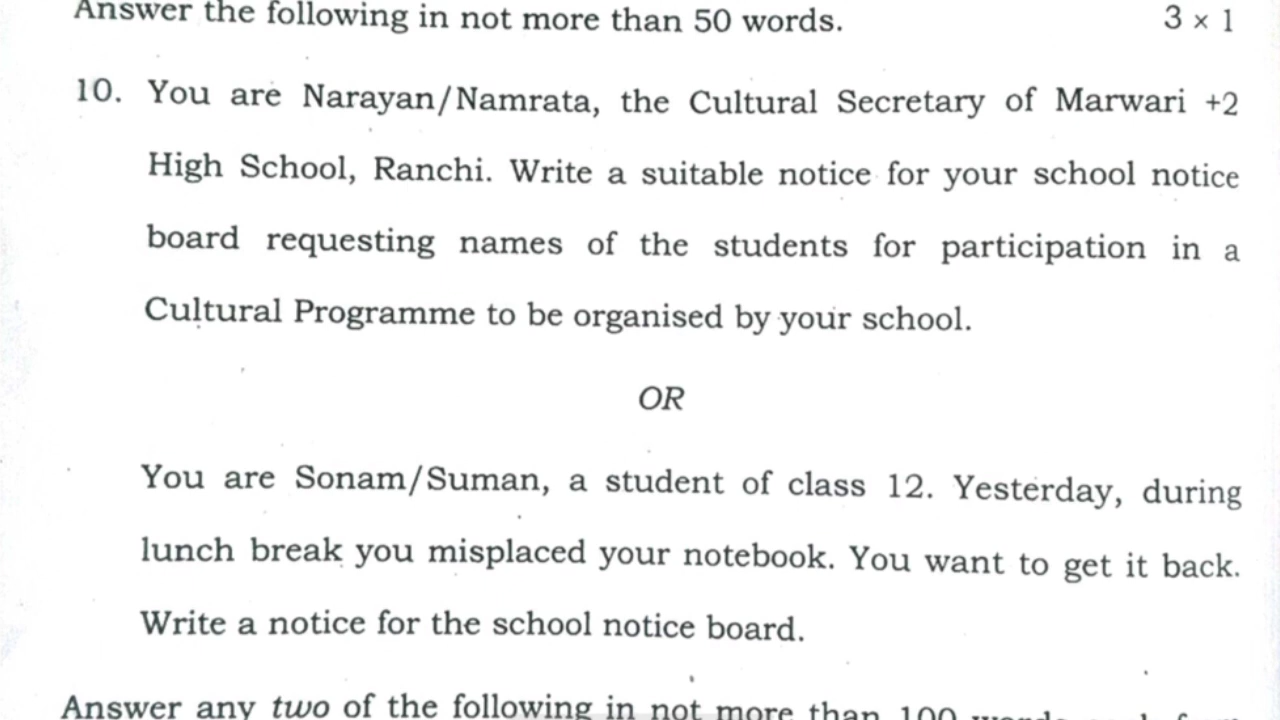 Answer the following in not more than 50 words. 3 × 1
10. You are Narayan/Namrata, the Cultural Secretary of Marwari +2
High School, Ranchi. Write a suitable notice for your school notice
board requesting names of the students for participation in a
Cultural Programme to be organised by your school.
OR
You are Sonam/Suman, a student of class 12. Yesterday, during
lunch break you misplaced your notebook. You want to get it back.
Write a notice for the school notice board.
Answer any two of the following in not more than 100 words